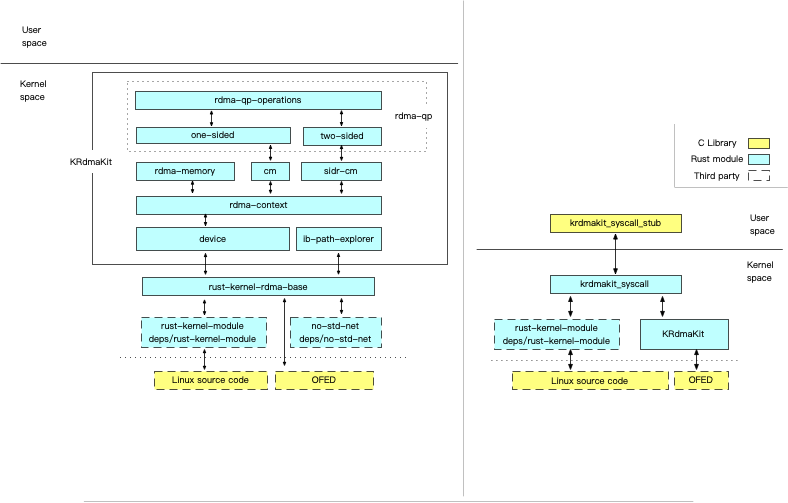 User
space
Kernel
space
rdma-qp-operations
rdma-qp
one-sided
two-sided
KRdmaKit
rdma-memory
cm
sidr-cm
rdma-context
device
ib-path-explorer
rust-kernel-rdma-base
rust-kernel-module
deps/rust-kernel-module
no-std-net
deps/no-std-net
Linux source code
OFED
C Library
Rust module
Third party
krdmakit_syscall_stub
User
space
Kernel
space
krdmakit_syscall
rust-kernel-module
deps/rust-kernel-module
KRdmaKit
Linux source code
OFED